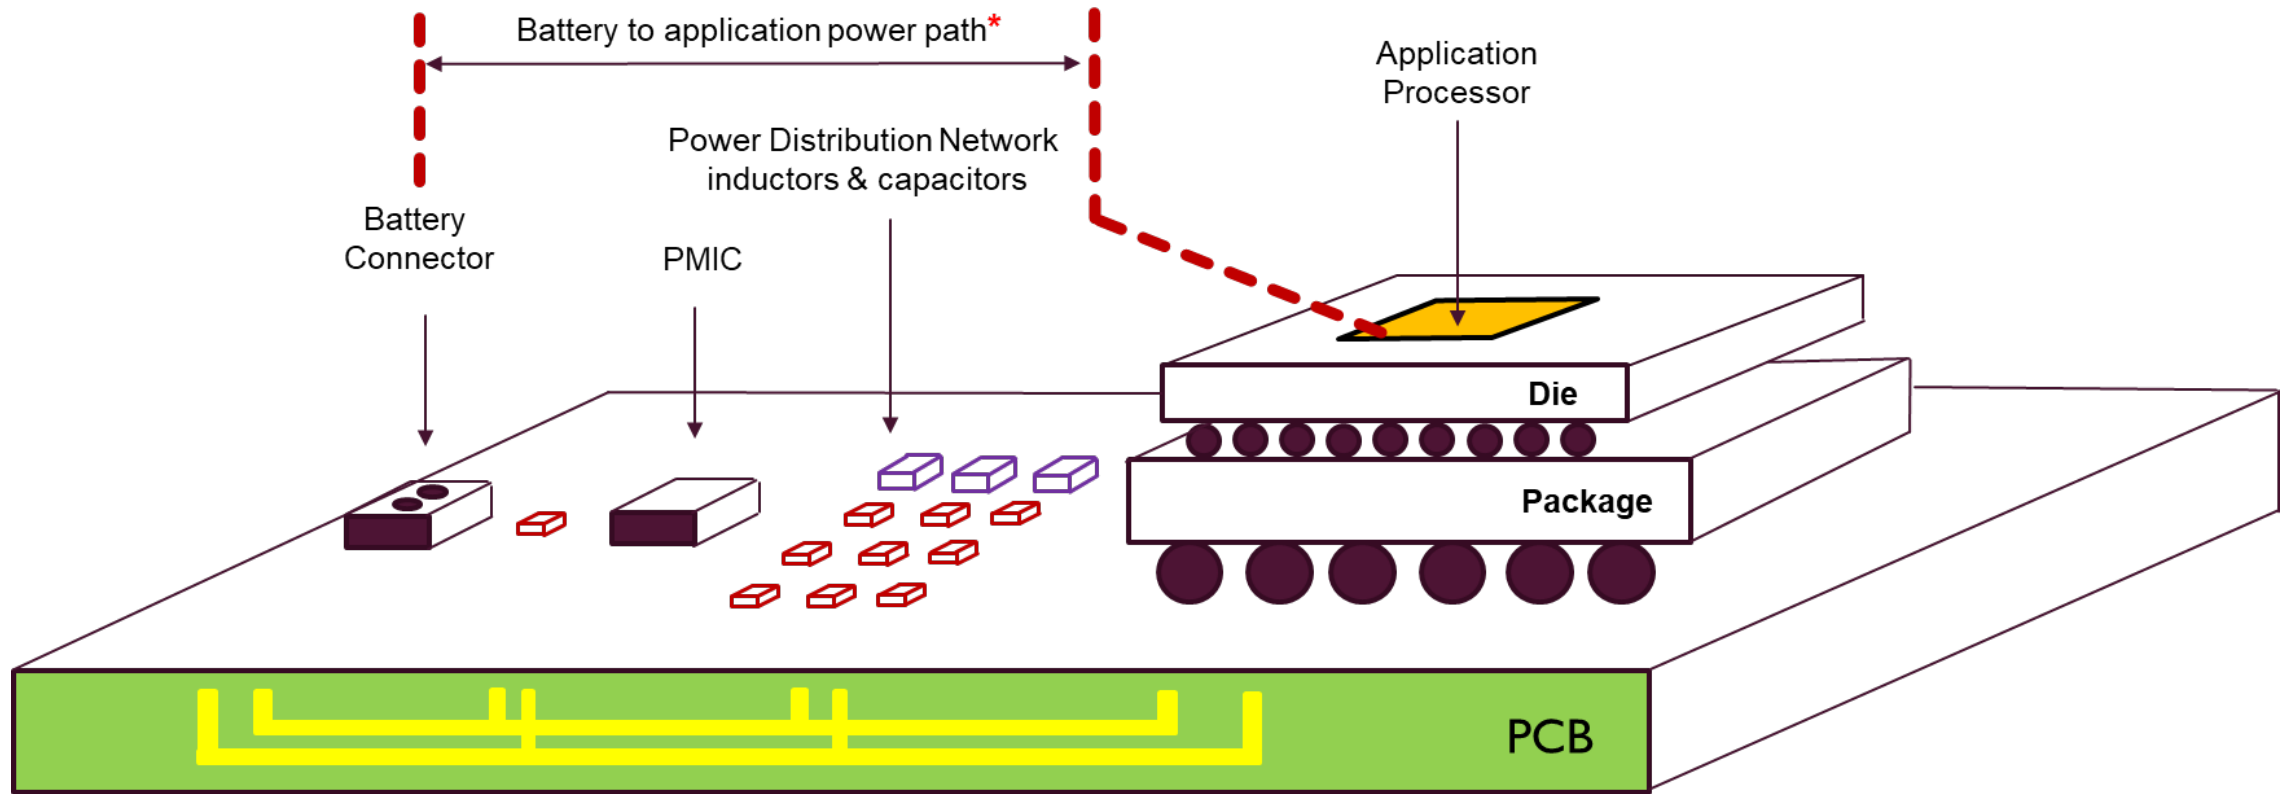 Battery to application power path*
Application
Processor
Power Distribution Network
inductors & capacitors
Battery
Connector
PMIC
Die
Package
PCB